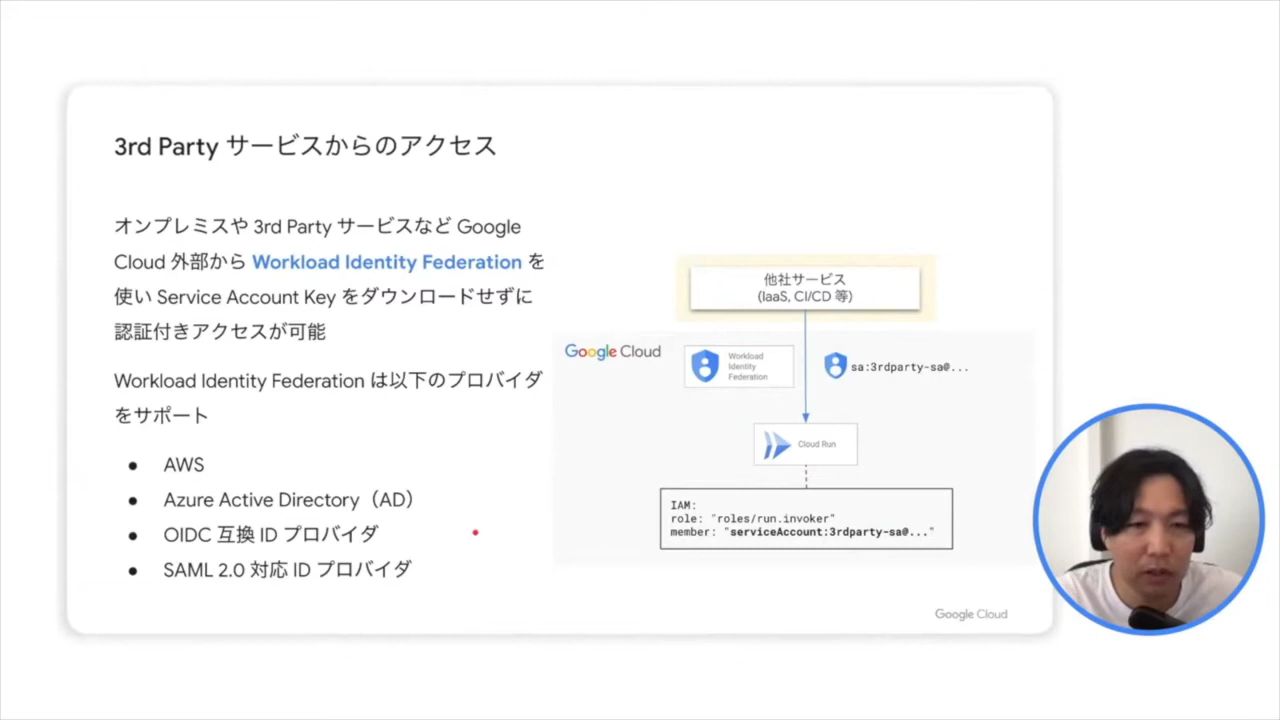 3rd Party サービスからのアクセス
オンプレミスや 3rd Party サービスなど Google
Cloud 外部から Workload Identity Federation を
使い Service Account Key をダウンロードせずに
認証付きアクセスが可能
Workload Identity Federation は以下のプロバイダ
をサポート
● AWS
● Azure Active Directory（AD）
● OIDC 互換 ID プロバイダ
● SAML 2.0 対応 ID プロバイダ
他社サービス
(IaaS, CI/CD 等)
Google Cloud
Workload
Identity
Federation
sa:3rdparty-sa@...
Cloud Run
IAM:
role: "roles/run.invoker"
member: "serviceAccount:3rdparty-sa@..."
Google Cloud